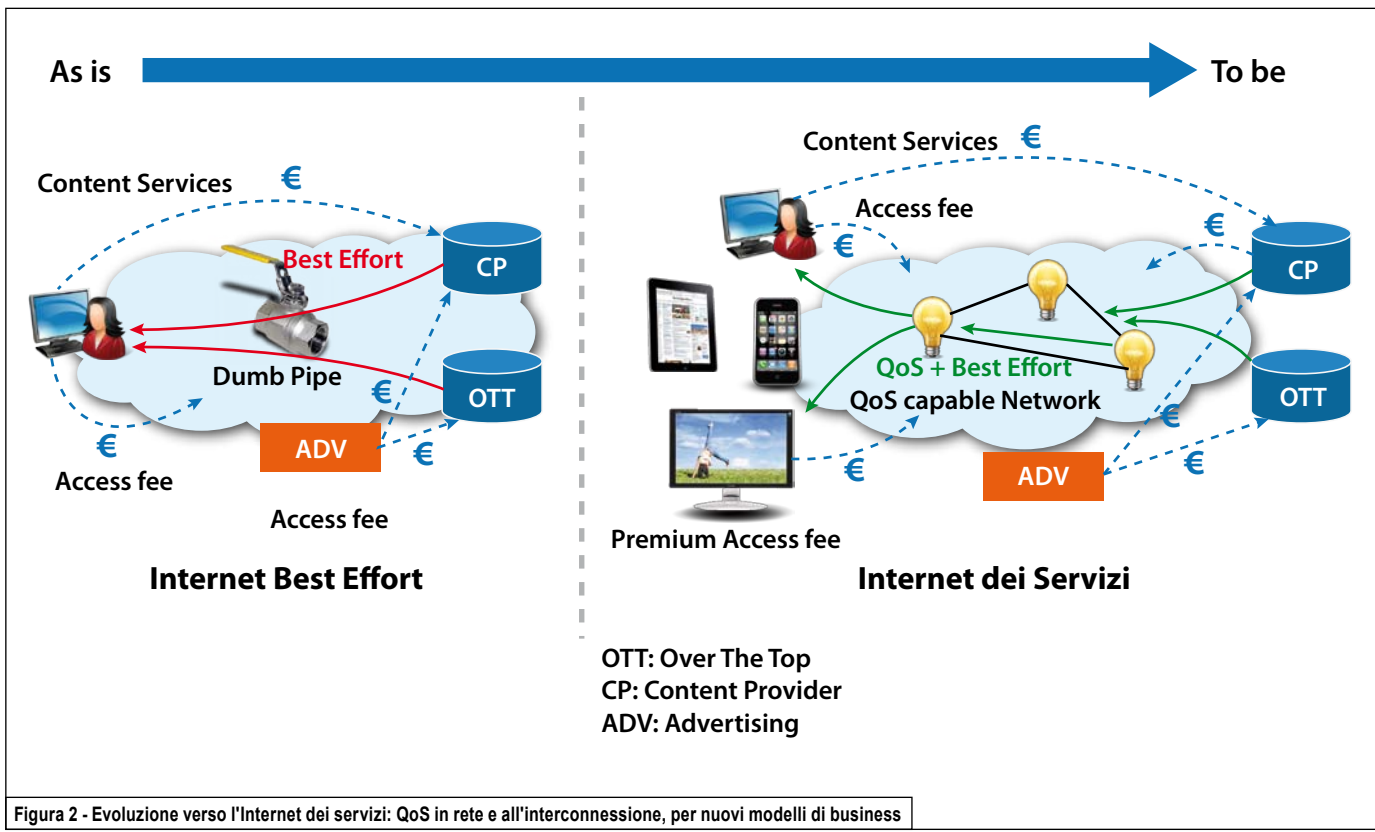 As is
To be
Content Services
€
Best Effort
CP
Dumb Pipe
€
OTT
€
ADV
€
Access fee
Access fee
Internet Best Effort
Content Services
€
Access fee
€
€
CP
QoS + Best Effort
QoS capable Network
€
OTT
€
ADV
€
Premium Access fee
Internet dei Servizi
OTT: Over The Top
CP: Content Provider
ADV: Advertising
Figura 2 - Evoluzione verso l'Internet dei servizi: QoS in rete e all'interconnessione, per nuovi modelli di business